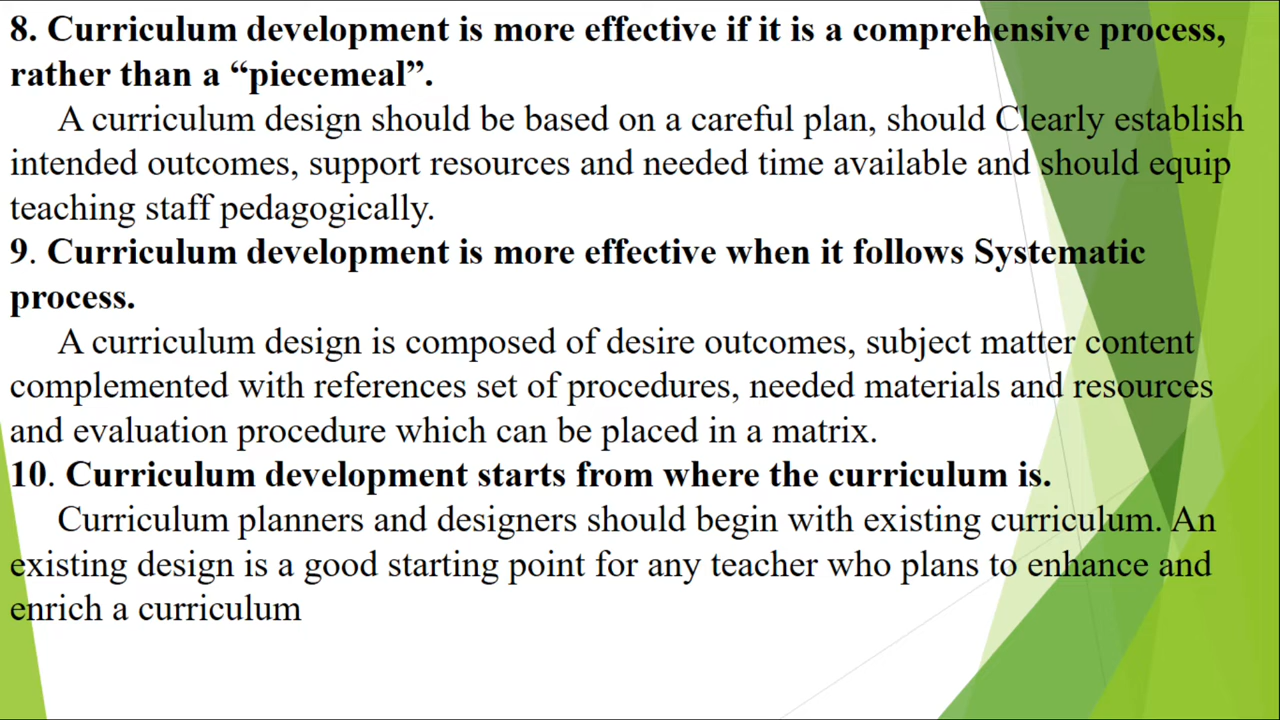 8. Curriculum development is more effective if it is a comprehensive process,
rather than a “piecemeal”.
A curriculum design should be based on a careful plan, should Clearly establish
intended outcomes, support resources and needed time available and should equip
teaching staff pedagogically.
9. Curriculum development is more effective when it follows Systematic
process.
A curriculum design is composed of desire outcomes, subject matter content
complemented with references set of procedures, needed materials and resources
and evaluation procedure which can be placed in a matrix.
10. Curriculum development starts from where the curriculum is.
Curriculum planners and designers should begin with existing curriculum. An
existing design is a good starting point for any teacher who plans to enhance and
enrich a curriculum